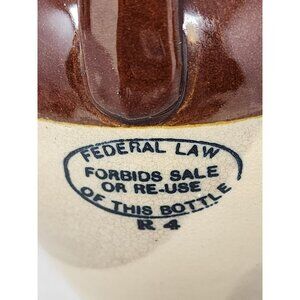 FEDERAL LAW
FORBIDS SALE
OR RE-USE
OF THIS BOTTLE
R 4